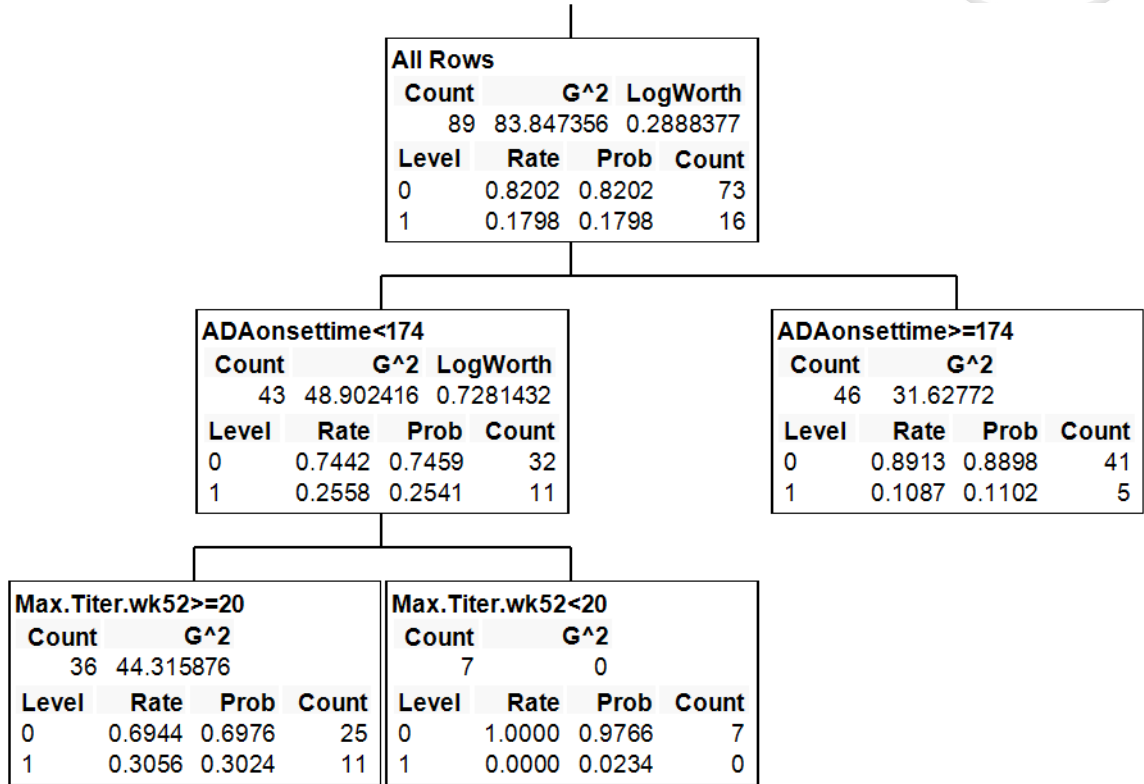 All Rows
Count G^2 LogWorth
89 83.847356 0.2888377
Level Rate Prob Count
0 0.8202 0.8202 73
1 0.1798 0.1798 16
ADAonsettime<174
Count G^2 LogWorth
43 48.902416 0.7281432
Level Rate Prob Count
0 0.7442 0.7459 32
1 0.2558 0.2541 11
ADAonsettime>=174
Count G^2
46 31.62772
Level Rate Prob Count
0 0.8913 0.8898 41
1 0.1087 0.1102 5
Max.Titer.wk52>=20
Count G^2
36 44.315876
Level Rate Prob Count
0 0.6944 0.6976 25
1 0.3056 0.3024 11
Max.Titer.wk52<20
Count G^2
7 0
Level Rate Prob Count
0 1.0000 0.9766 7
1 0.0000 0.0234 0